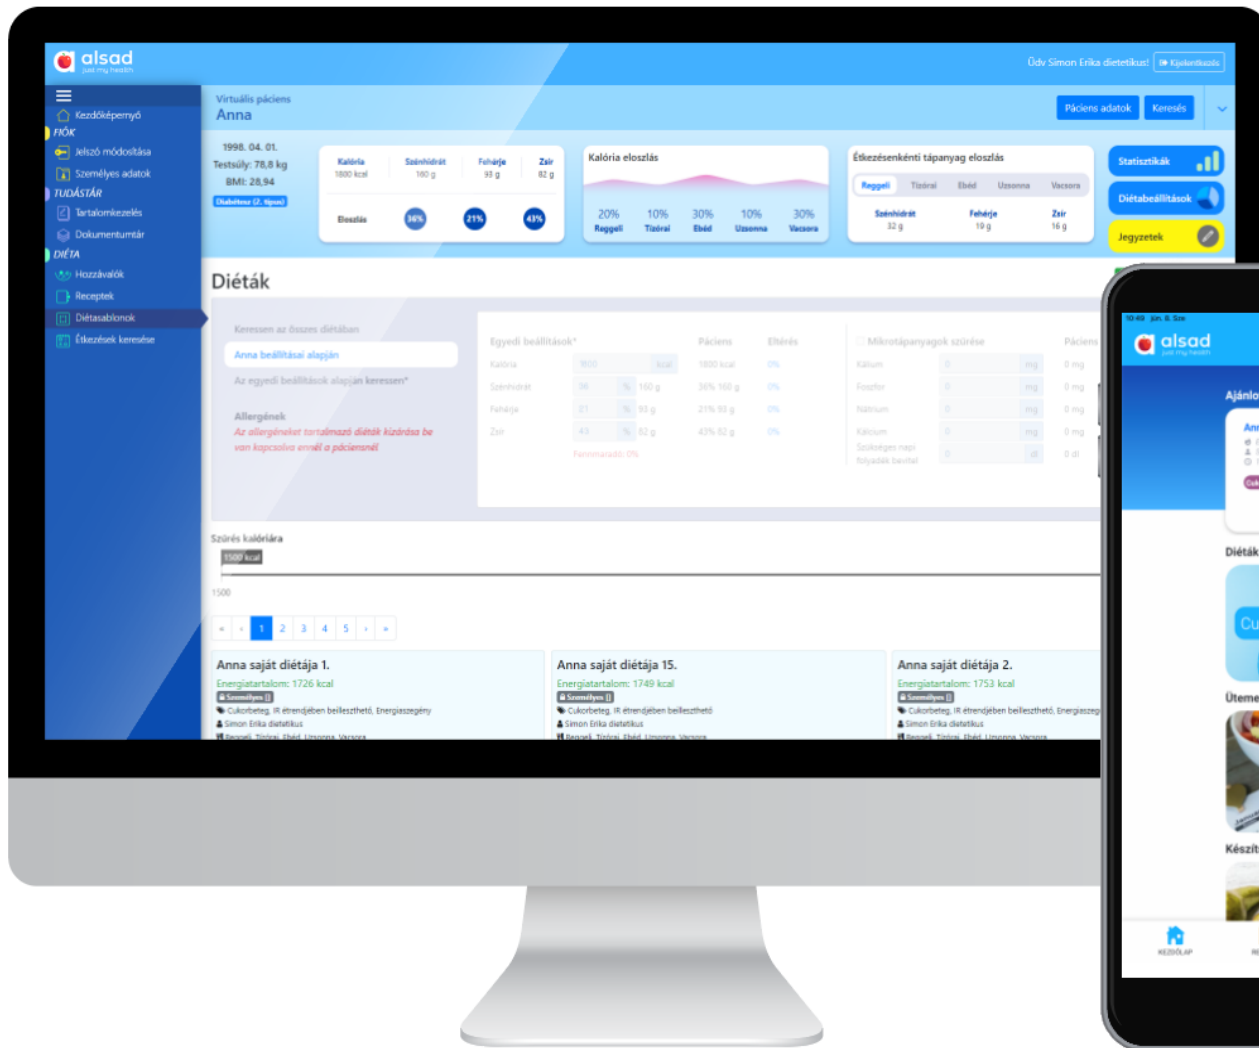 alsad
just my health
Üdv Simon Erika dietetikus!
Kijelentkezés
Kezdőképernyő
FIÓK
Jelszó módosítása
Személyes adatok
TUDÁSTÁR
Tartalomkezelés
Dokumentumtár
DIÉTA
Hozzávalók
Receptek
Diétasablonok
Étkezések keresése
Virtuális páciens
Anna
Páciens adatok
Keresés
1998. 04. 01.
Testsúly: 78,8 kg
BMI: 28,94
Diabétesz (2. típus)
Kalória Szénhidrát Fehérje Zsír
1800 kcal 160 g 93 g 82 g
Eloszlás 36% 21% 43%
Kalória eloszlás
20% 10% 30% 10% 30%
Reggeli Tízórai Ebéd Uzsonna Vacsora
Étkezésenkénti tápanyag eloszlás
Reggeli Tízórai Ebéd Uzsonna Vacsora
Szénhidrát Fehérje Zsír
32 g 19 g 16 g
Statisztikák
Diétabeállítások
Jegyzetek
Diéták
Keressen az összes diétában
Anna beállításai alapján
Az egyedi beállítások alapján keressen*
Allergének
Az allergéneket tartalmazó diéták kizárása be
van kapcsolva ennél a páciensnél
Egyedi beállítások* Páciens Eltérés
Kalória 1800 kcal 1800 kcal 0%
Szénhidrát 36 % 160 g 36% 160 g 0%
Fehérje 21 % 93 g 21% 93 g 0%
Zsír 43 % 82 g 43% 82 g 0%
Fennmaradó: 0%
Mikrotápanyagok szűrése Páciens
Kálium 0 mg 0 mg
Foszfor 0 mg 0 mg
Nátrium 0 mg 0 mg
Kálcium 0 mg 0 mg
Szükséges napi
folyadék bevitel 0 dl 0 dl
Szűrés kalóriára
1500 kcal
1500
« ‹ 1 2 3 4 5 › »
Anna saját diétája 1.
Energiatartalom: 1726 kcal
Személyes []
Cukorbeteg, IR étrendjében beilleszthető, Energiaszegény
Simon Erika dietetikus
Reggeli, Tízórai, Ebéd, Uzsonna, Vacsora
Anna saját diétája 15.
Energiatartalom: 1749 kcal
Személyes []
Cukorbeteg, IR étrendjében beilleszthető
Simon Erika dietetikus
Reggeli, Tízórai, Ebéd, Uzsonna, Vacsora
Anna saját diétája 2.
Energiatartalom: 1753 kcal
Személyes []
Cukorbeteg, IR étrendjében beilleszthető, Energiaszeg
Simon Erika dietetikus
Reggeli, Tízórai, Ebéd, Uzsonna, Vacsora
10:49 jún. 8. Sze
alsad
just my health
Ajánlo
Ann
Cuk
Diéták
Cu
Üteme
Készít
KEZDŐLAP
RE